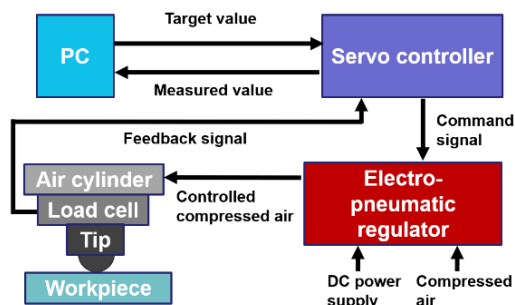 Target value
PC
Servo controller
Measured value
Feedback signal
Command
signal
Air cylinder
Load cell
Tip
Workpiece
Controlled
compressed air
Electro-
pneumatic
regulator
DC power
supply
Compressed
air